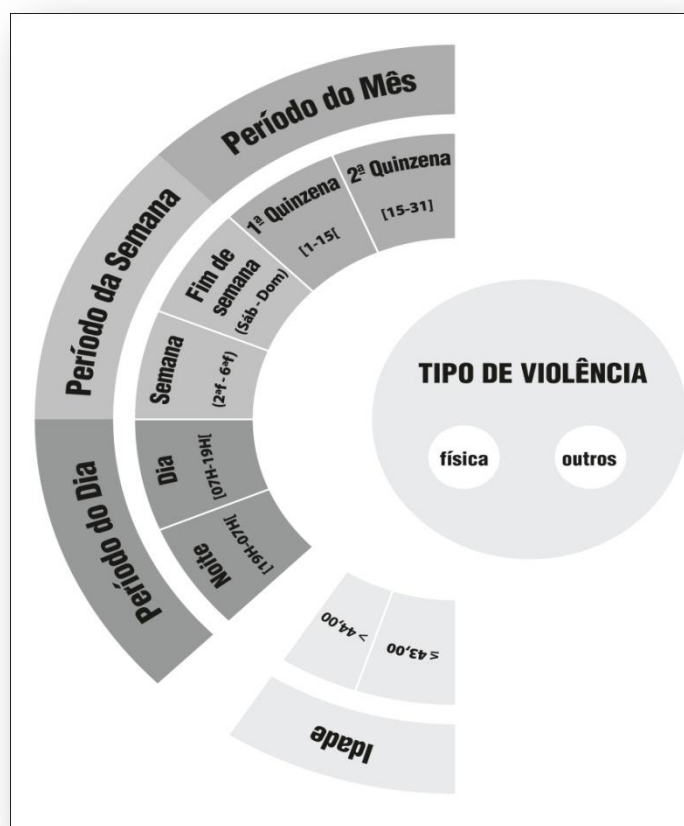 Período do Mês
1ª Quinzena
[1-15[
2ª Quinzena
[15-31]
Período da Semana
Fim de
semana
(Sáb - Dom)
Semana
(2ªf - 6ªf)
Período do Dia
Dia
[07H-19H[
Noite
[19H-07H[
TIPO DE VIOLÊNCIA
física
outros
> 44,00
≤ 43,00
Idade